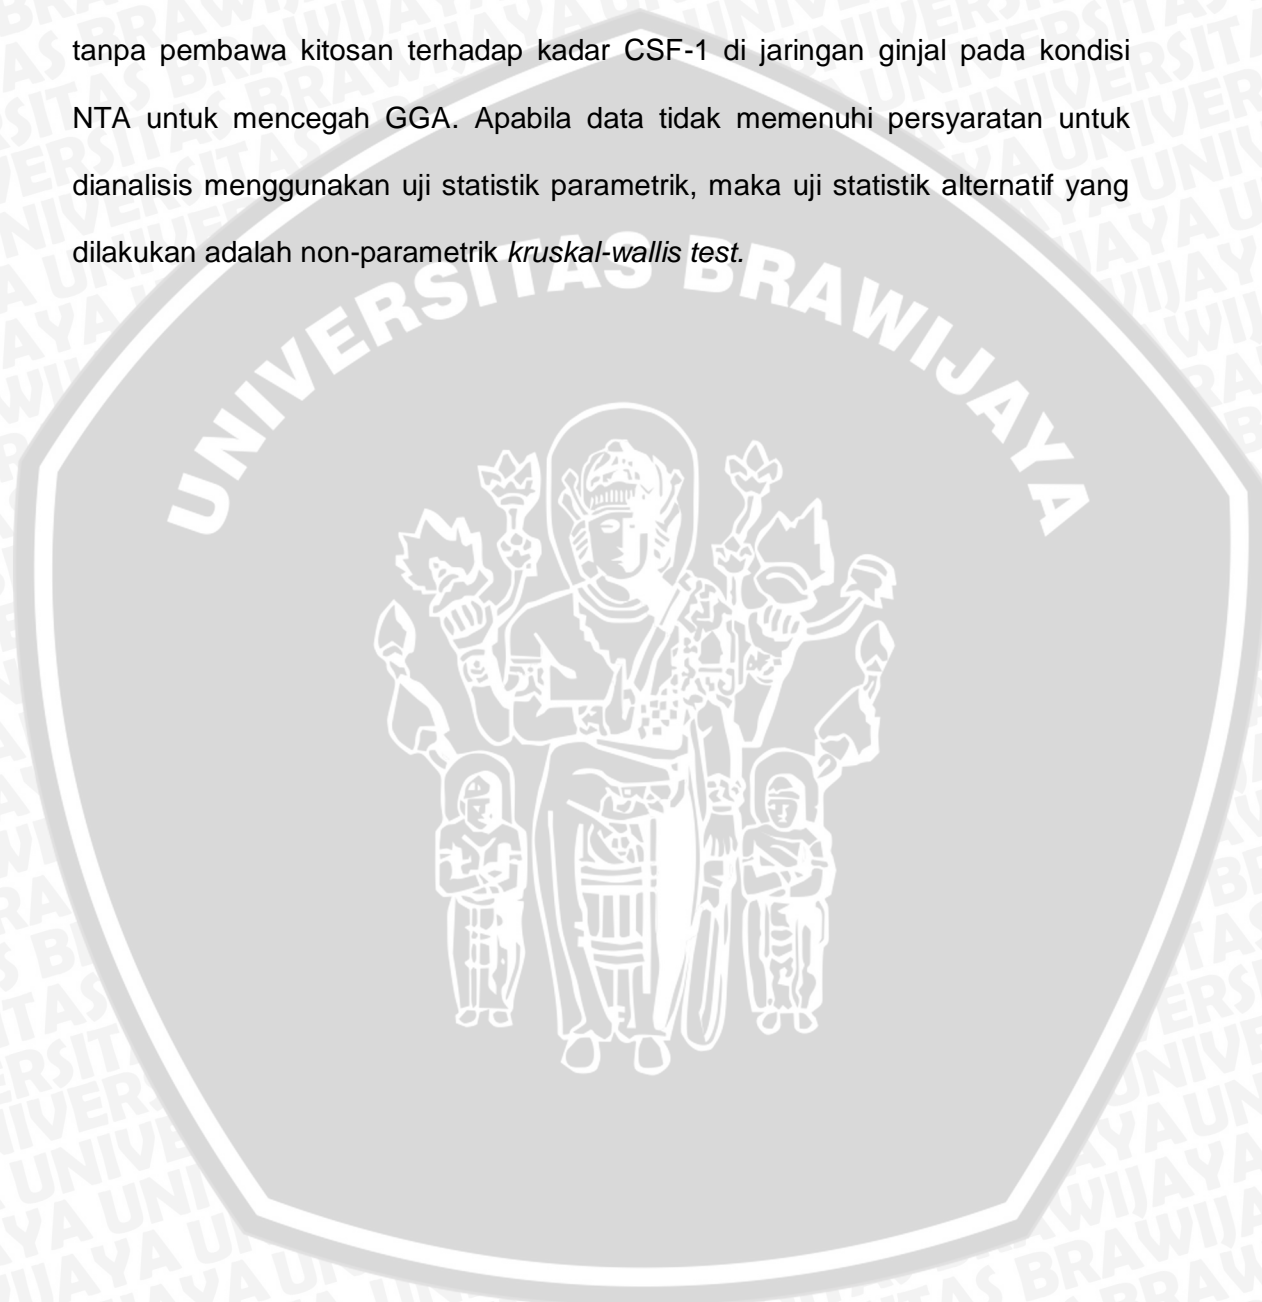 tanpa pembawa kitosan terhadap kadar CSF-1 di jaringan ginjal pada kondisi
NTA untuk mencegah GGA. Apabila data tidak memenuhi persyaratan untuk
dianalisis menggunakan uji statistik parametrik, maka uji statistik alternatif yang
dilakukan adalah non-parametrik kruskal-wallis test.
UNIVERSITAS BRAWIJAYA